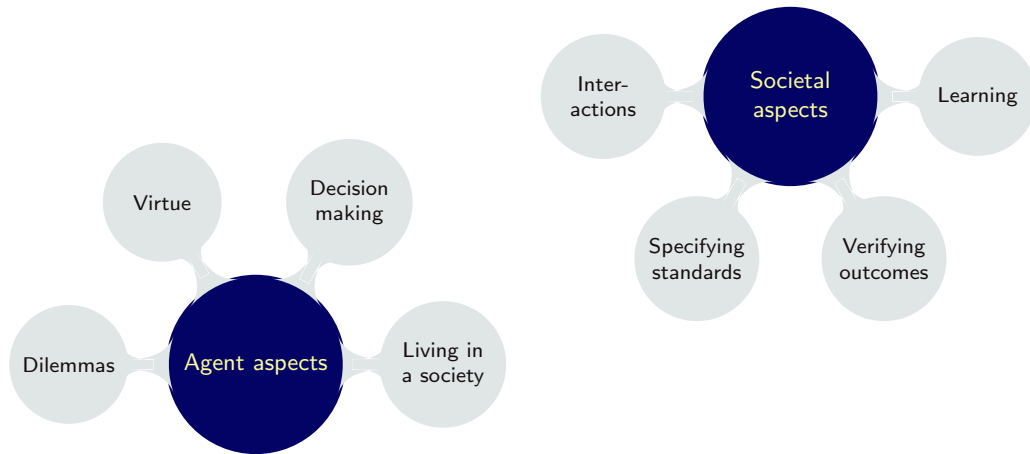 Inter-
actions
Societal
aspects
Learning
Specifying
standards
Verifying
outcomes
Virtue
Decision
making
Dilemmas
Agent aspects
Living in
a society